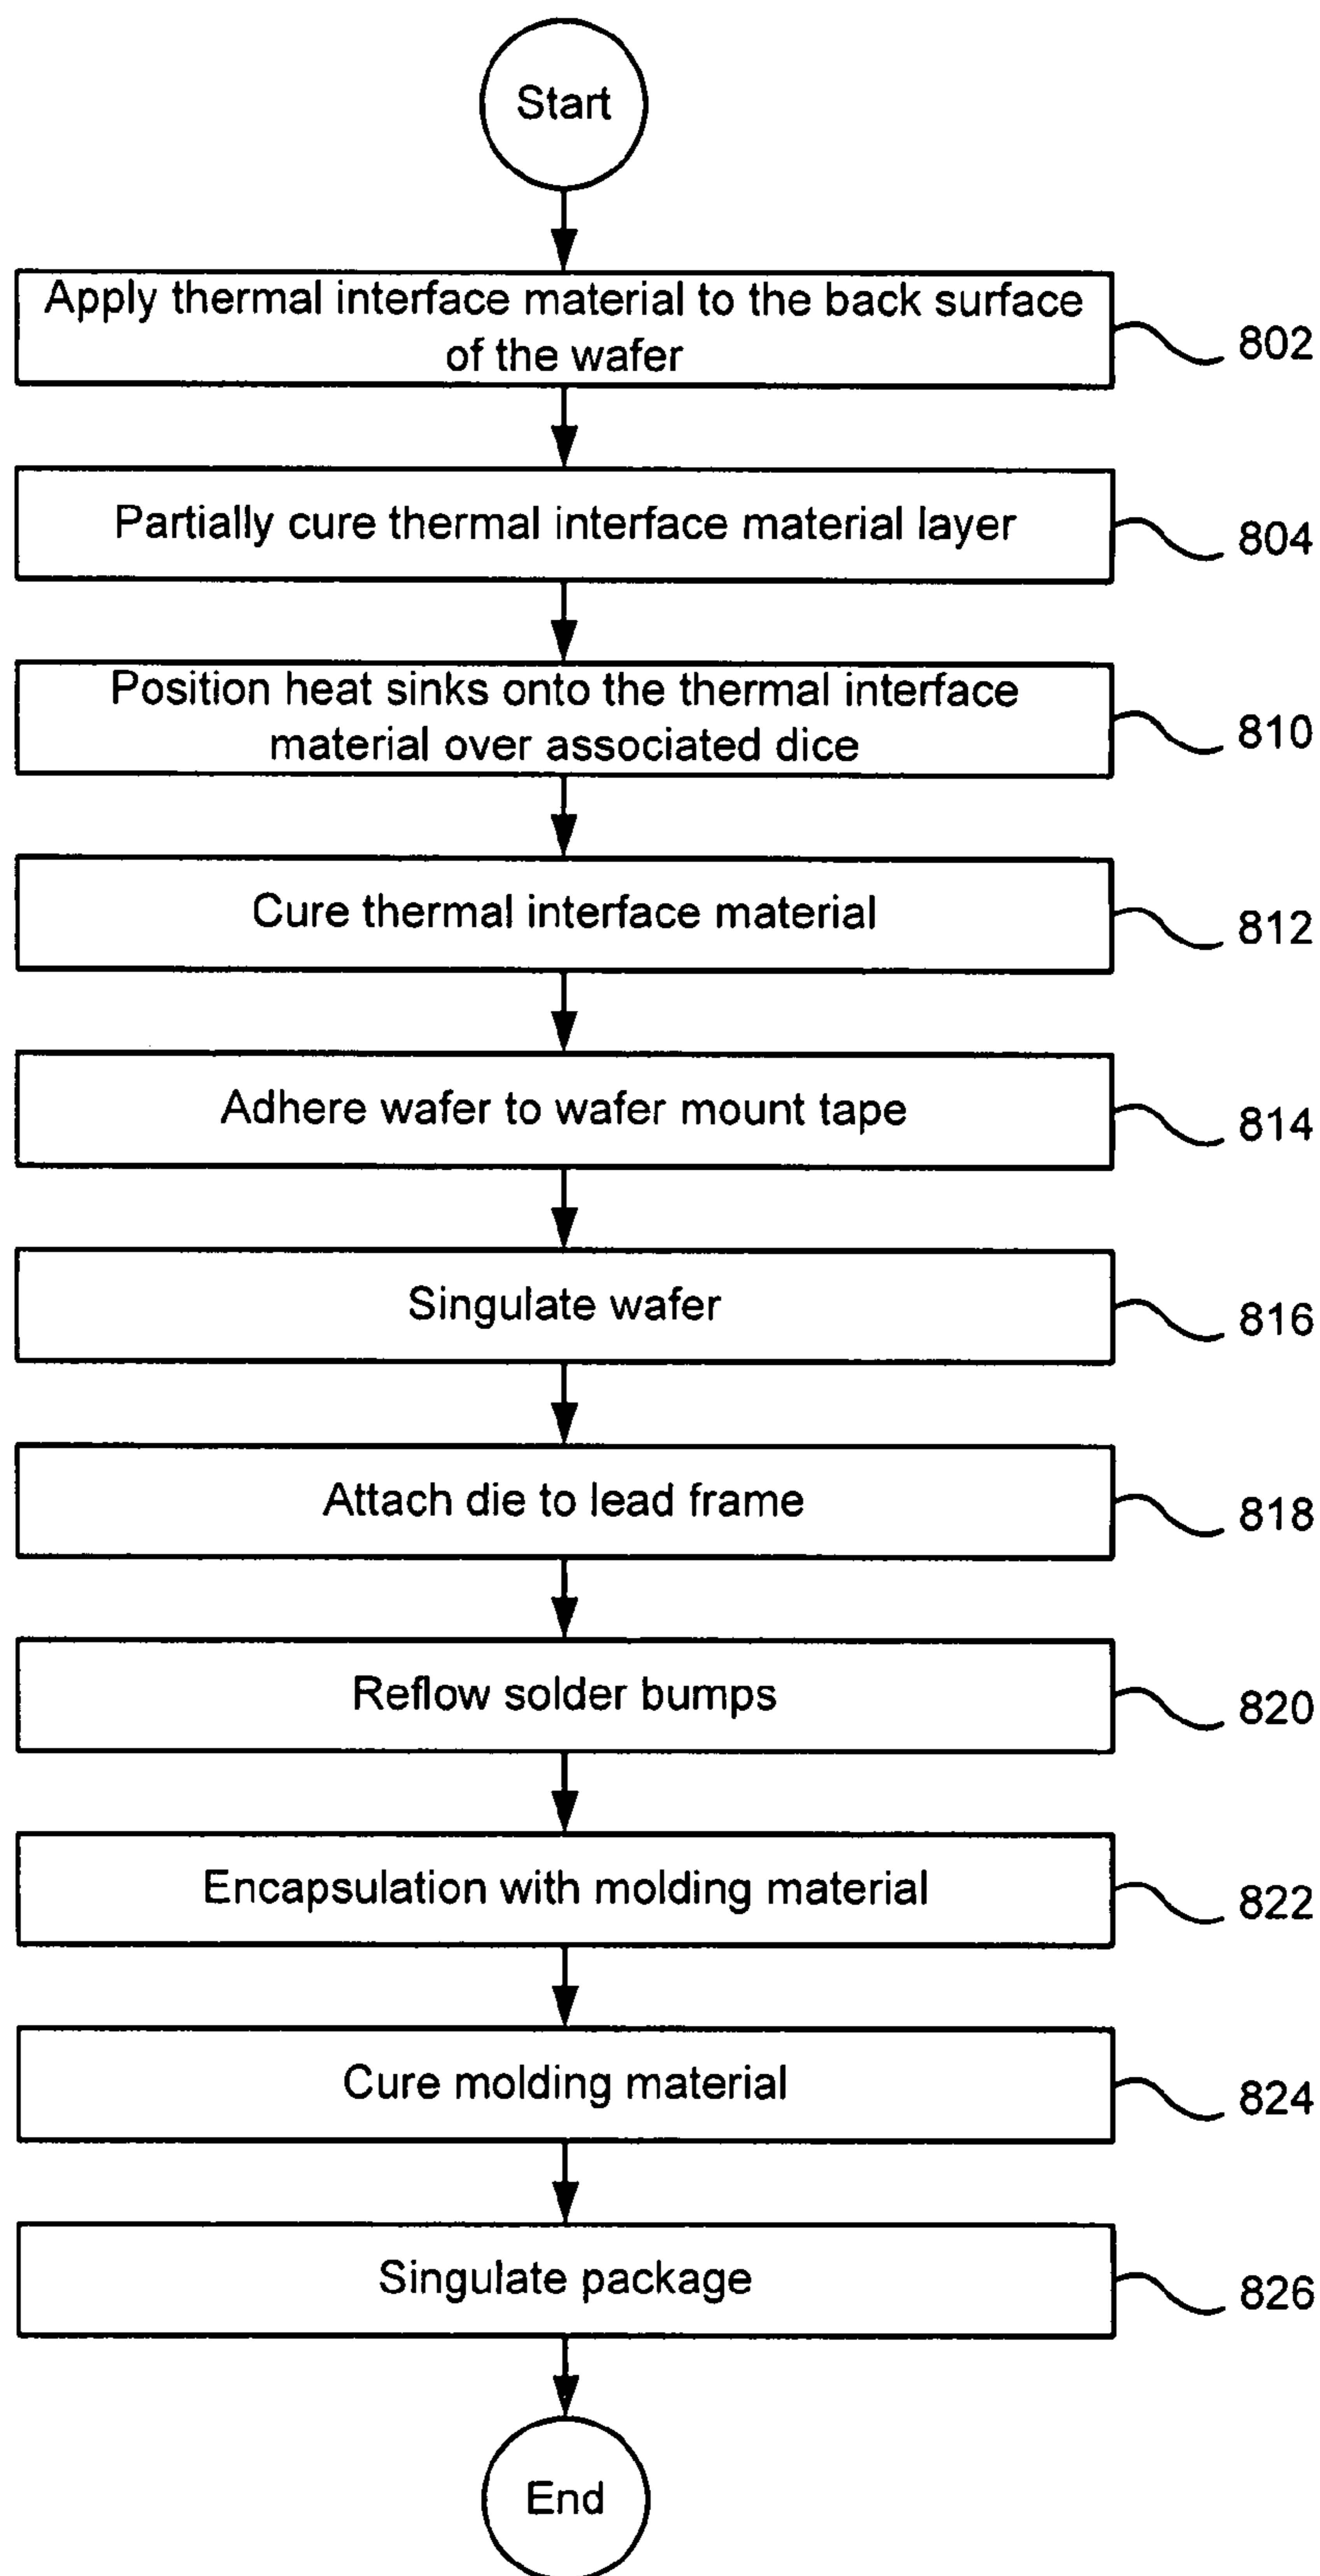 Start
Apply thermal interface material to the back surface
of the wafer
802
Partially cure thermal interface material layer
804
Position heat sinks onto the thermal interface
material over associated dice
810
Cure thermal interface material
812
Adhere wafer to wafer mount tape
814
Singulate wafer
816
Attach die to lead frame
818
Reflow solder bumps
820
Encapsulation with molding material
822
Cure molding material
824
Singulate package
826
End